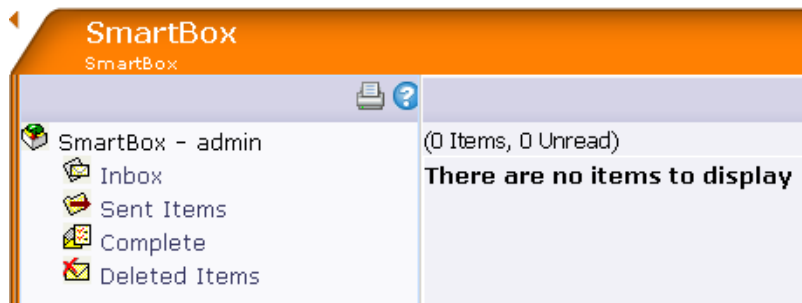 SmartBox
SmartBox
SmartBox - admin
Inbox
Sent Items
Complete
Deleted Items
(0 Items, 0 Unread)
There are no items to display